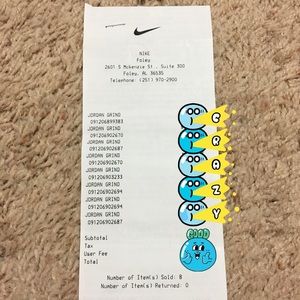 NIKE
Foley
2601 S McKenzie St . Suite 300
Foley, AL 36535
Telephone: (251) 970-2900
JORDAN GRIND
091206899383
JORDAN GRIND
091206902670
JORDAN GRIND
091206902670
JORDAN GRIND
091206902687
JORDAN GRIND
091206903233
JORDAN GRIND
091206902694
JORDAN GRIND
091206902694
JORDAN GRIND
091206902687
C
R
A
Z
Y
Subtotal
Tax
User Fee
Total
GOOD
Number of Item(s) Sold: 8
Number of Item(s) Returned: 0